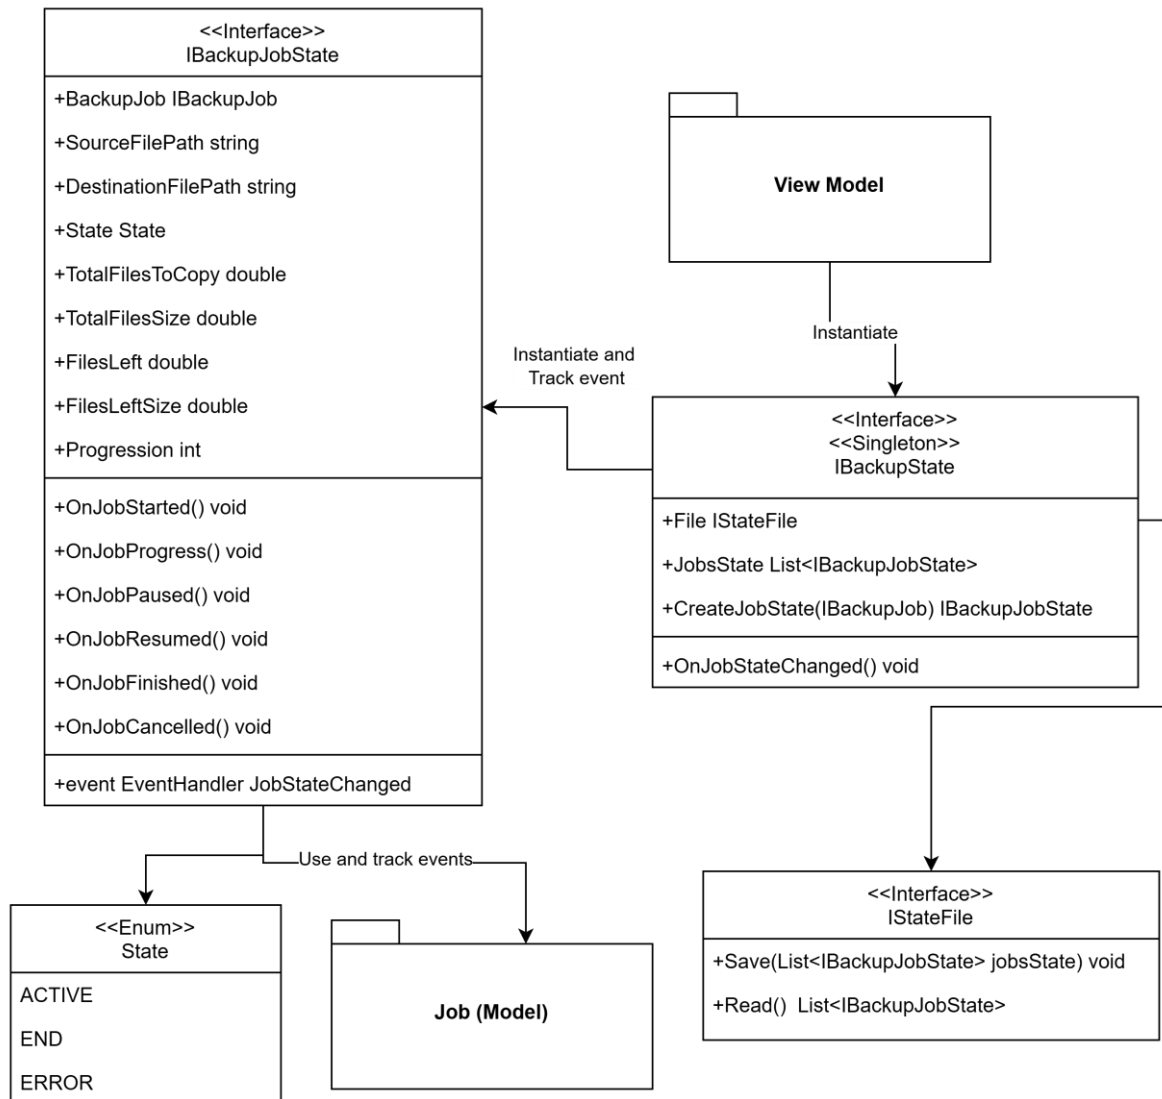 <<Interface>>
IBackupJobState
+BackupJob IBackupJob
+SourceFilePath string
+DestinationFilePath string
+State State
+TotalFilesToCopy double
+TotalFilesSize double
+FilesLeft double
+FilesLeftSize double
+Progression int
+OnJobStarted() void
+OnJobProgress() void
+OnJobPaused() void
+OnJobResumed() void
+OnJobFinished() void
+OnJobCancelled() void
+event EventHandler JobStateChanged
View Model
Instantiate
Instantiate and
Track event
<<Interface>>
<<Singleton>>
IBackupState
+File IStateFile
+JobsState List<IBackupJobState>
+CreateJobState(IBackupJob) IBackupJobState
+OnJobStateChanged() void
Use and track events
<<Enum>>
State
ACTIVE
END
ERROR
Job (Model)
<<Interface>>
IStateFile
+Save(List<IBackupJobState> jobsState) void
+Read()  List<IBackupJobState>